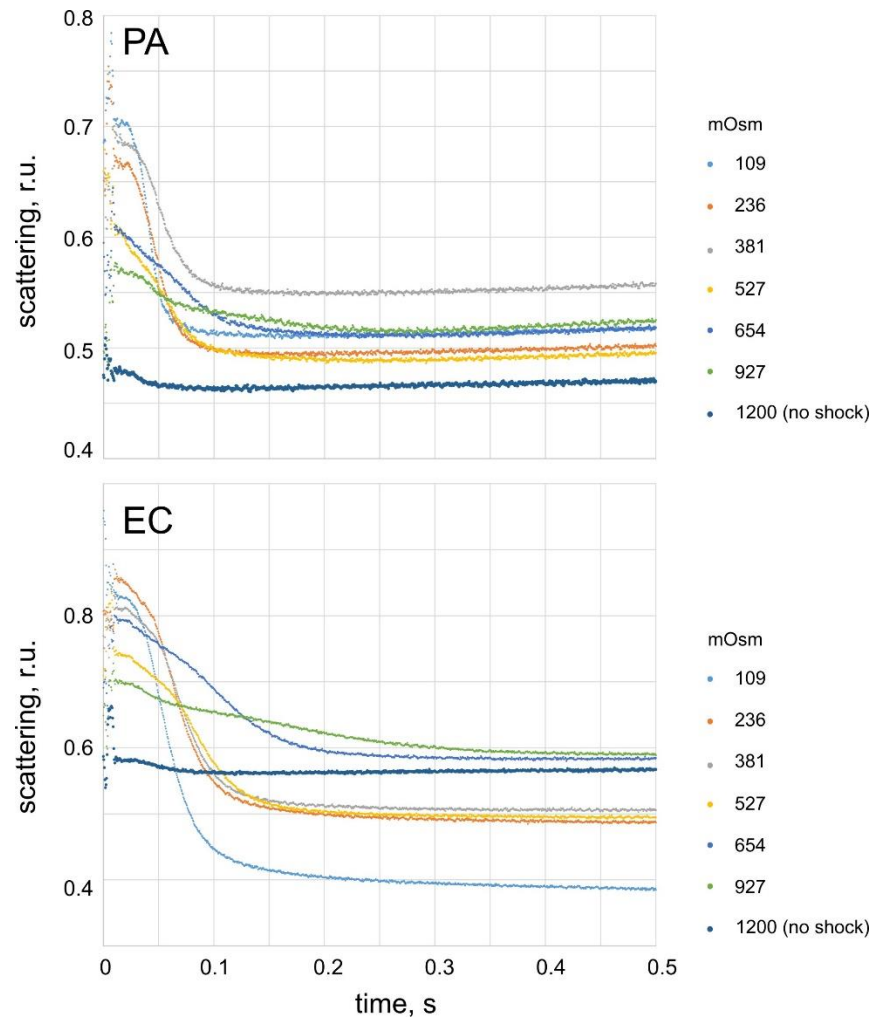 PA
scattering, r.u.
0.8
0.7
0.6
0.5
0.4
mOsm
109
236
381
527
654
927
1200 (no shock)
EC
scattering, r.u.
0.8
0.6
0.4
0
0.1
0.2
0.3
0.4
0.5
time, s
mOsm
109
236
381
527
654
927
1200 (no shock)